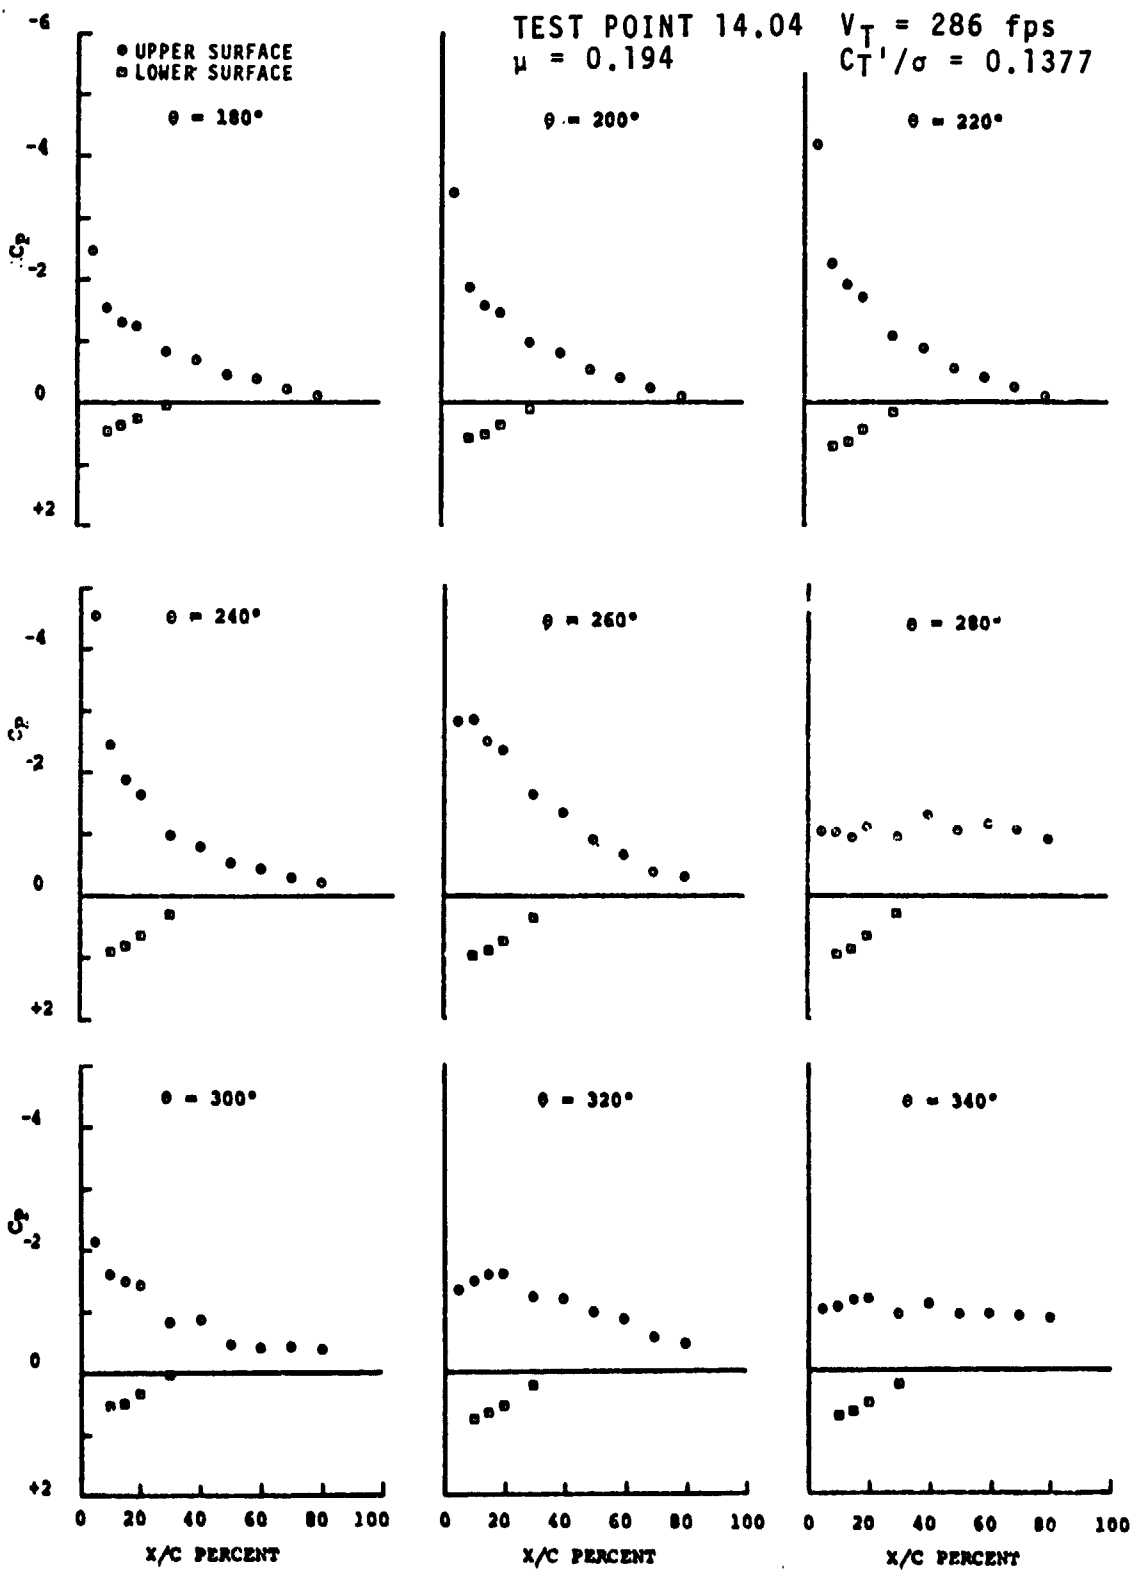 TEST POINT 14.04 V_T = 286 fps
μ = 0.194 C_T'/σ = 0.1377
● UPPER SURFACE
□ LOWER SURFACE
θ = 180°
θ = 200°
θ = 220°
-6
-4
-2
0
+2
C_P
θ = 240°
θ = 260°
θ = 280°
-4
-2
0
+2
C_P
θ = 300°
θ = 320°
θ = 340°
-4
-2
0
+2
C_P
0 20 40 60 80 100
0 20 40 60 80 100
0 20 40 60 80 100
X/C PERCENT
X/C PERCENT
X/C PERCENT